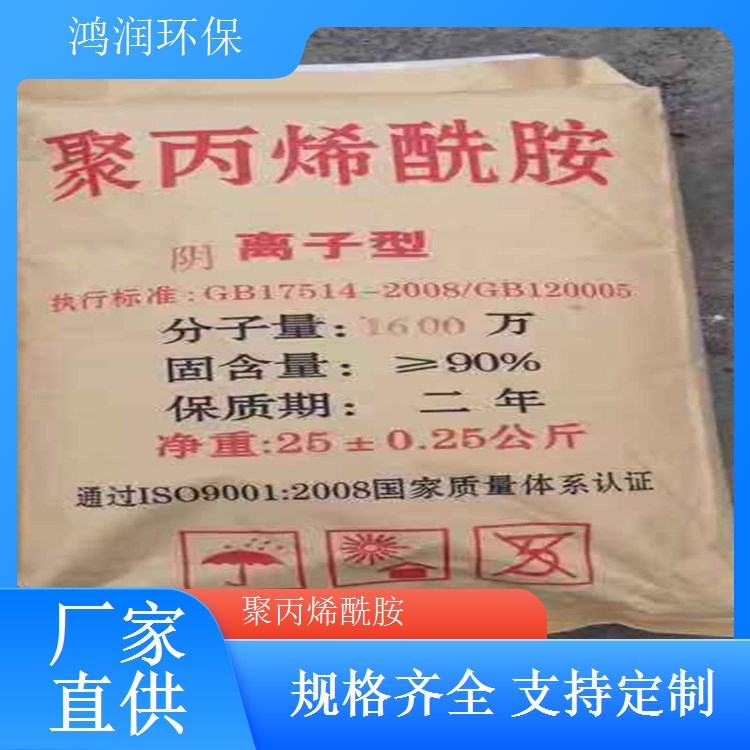 鸿润环保
聚丙烯酰胺
阴离子型
执行标准:GB17514-2008/GB120005
分子量:1600万
固含量:≥90%
保质期:二年
净重:25±0.25公斤
通过ISO9001:2008国家质量体系认证
聚丙烯酰胺
厂家
直供
规格齐全 支持定制